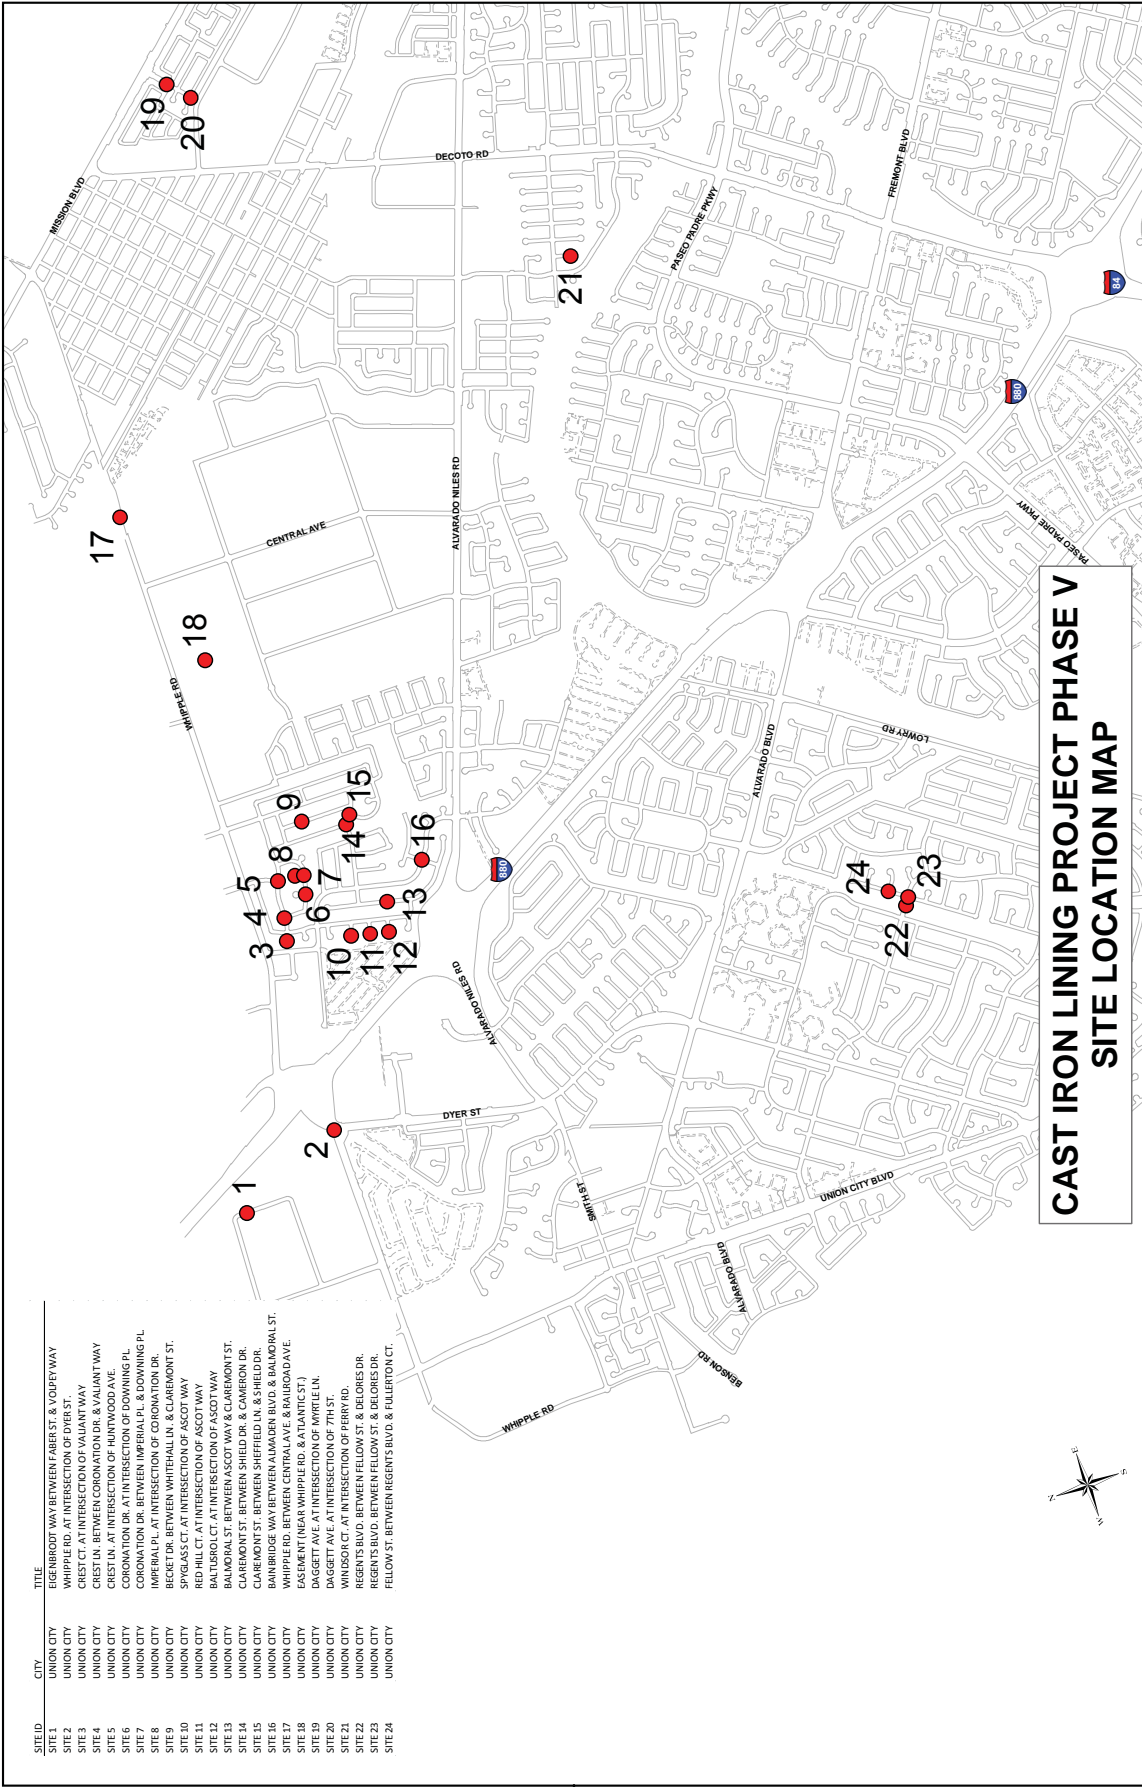 SITE ID CITY TITLE
SITE 1 UNION CITY EIGENBRODT WAY BETWEEN FABER ST. & VOLPEY WAY
SITE 2 UNION CITY WHIPPLE RD. AT INTERSECTION OF DYER ST.
SITE 3 UNION CITY CREST CT. AT INTERSECTION OF VALIANT WAY
SITE 4 UNION CITY CREST LN. BETWEEN CORONATION DR. & VALIANT WAY
SITE 5 UNION CITY CREST LN. AT INTERSECTION OF HUNTWOOD AVE.
SITE 6 UNION CITY CORONATION DR. AT INTERSECTION OF DOWNING PL.
SITE 7 UNION CITY CORONATION DR. BETWEEN IMPERIAL PL. & DOWNING PL.
SITE 8 UNION CITY IMPERIAL PL. AT INTERSECTION OF CORONATION DR.
SITE 9 UNION CITY BECKET DR. BETWEEN WHITEHALL LN. & CLAREMONT ST.
SITE 10 UNION CITY SPYGLASS CT. AT INTERSECTION OF ASCOT WAY
SITE 11 UNION CITY RED HILL CT. AT INTERSECTION OF ASCOT WAY
SITE 12 UNION CITY BALTUSROL CT. AT INTERSECTION OF ASCOT WAY
SITE 13 UNION CITY BALMORAL ST. BETWEEN ASCOT WAY & CLAREMONT ST.
SITE 14 UNION CITY CLAREMONT ST. BETWEEN SHIELD DR. & CAMERON DR.
SITE 15 UNION CITY CLAREMONT ST. BETWEEN SHEFFIELD LN. & SHIELD DR.
SITE 16 UNION CITY BAINBRIDGE WAY BETWEEN ALMADEN BLVD. & BALMORAL ST.
SITE 17 UNION CITY WHIPPLE RD. BETWEEN CENTRAL AVE. & RAILROAD AVE.
SITE 18 UNION CITY EASEMENT (NEAR WHIPPLE RD. & ATLANTIC ST.)
SITE 19 UNION CITY DAGGETT AVE. AT INTERSECTION OF MYRTLE LN.
SITE 20 UNION CITY DAGGETT AVE. AT INTERSECTION OF 7TH ST.
SITE 21 UNION CITY WINDSOR CT. AT INTERSECTION OF PERRY RD.
SITE 22 UNION CITY REGENTS BLVD. BETWEEN FELLOW ST. & DELORES DR.
SITE 23 UNION CITY REGENTS BLVD. BETWEEN FELLOW ST. & DELORES DR.
SITE 24 UNION CITY FELLOW ST. BETWEEN REGENTS BLVD. & FULLERTON CT.
1
2
3
4
5
6
7
8
9
10
11
12
13
14
15
16
17
18
19
20
21
22
23
24
MISSION BLVD
DECOTO RD
WHIPPLE RD
CENTRAL AVE
ALVARADO NILES RD
PASEO PADRE PKWY
FREMONT BLVD
84
880
PASEO PADRE PKWY
880
ALVARADO NILES RD
DYER ST
SMITH ST
ALVARADO BLVD
LOWRY RD
UNION CITY BLVD
ALVARADO BLVD
BENSON RD
WHIPPLE RD
N
E
S
W
CAST IRON LINING PROJECT PHASE V
SITE LOCATION MAP